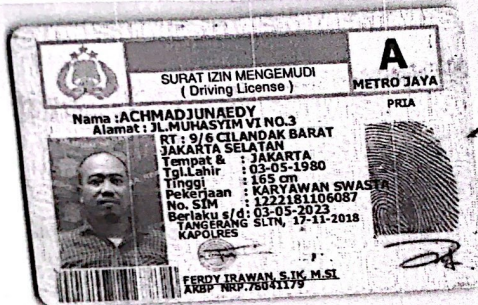 SURAT IZIN MENGEMUDI
( Driving License )
A
METRO JAYA
PRIA
Nama : ACHMADJUNAEDY
Alamat : JL.MUHASYIM VI NO.3
RT : 9/6 CILANDAK BARAT
JAKARTA SELATAN
Tempat & : JAKARTA
Tgl.Lahir : 03-05-1980
Tinggi : 165 cm
Pekerjaan : KARYAWAN SWASTA
No. SIM : 1222181106087
Berlaku s/d : 03-05-2023
TANGERANG SLTN, 17-11-2018
KAPOLRES
FERDY IRAWAN, S.IK, M.SI
AKBP NRP.78041179